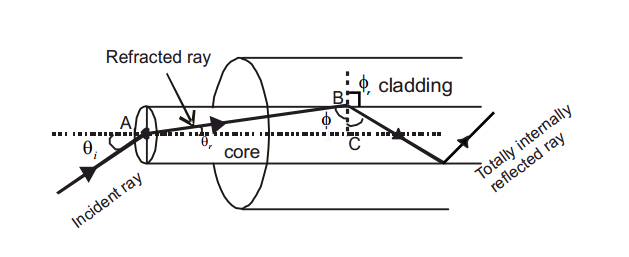 Refracted ray
ϕr cladding
B
A
ϕ
θi
θr
C
core
Incident ray
Totally internally
reflected ray